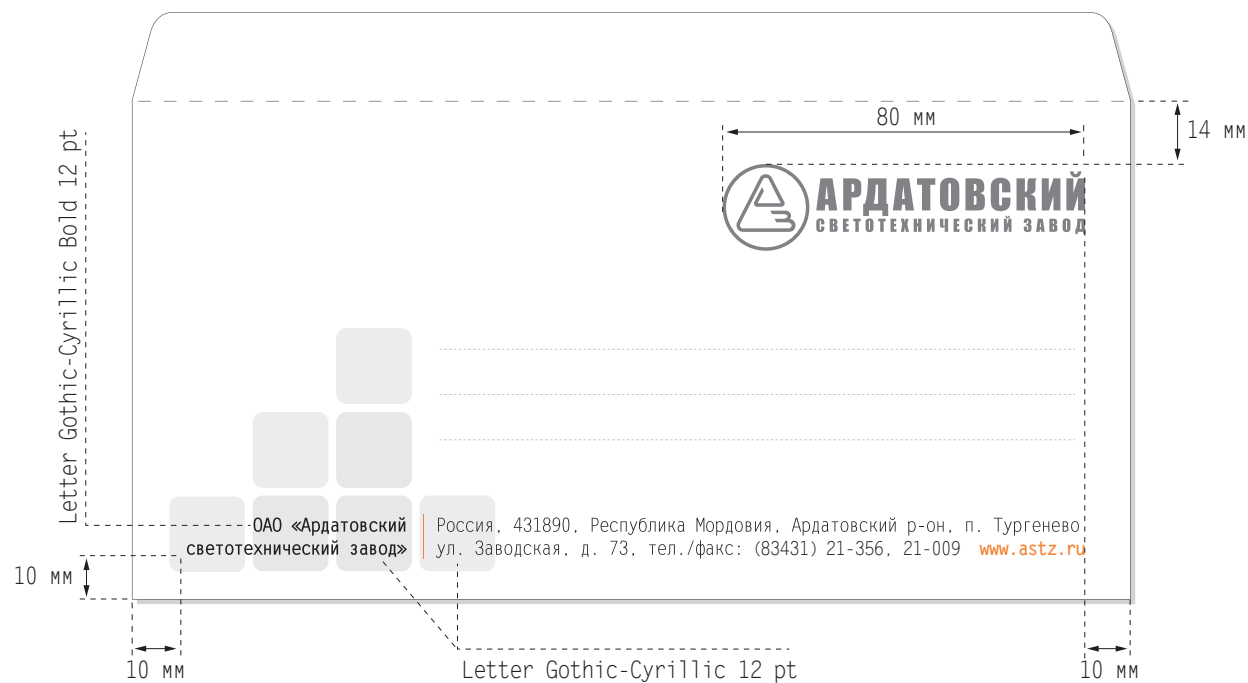 80 мм
14 мм
АРДАТОВСКИЙ
СВЕТОТЕХНИЧЕСКИЙ ЗАВОД
Letter Gothic-Cyrillic Bold 12 pt
ОАО «Ардатовский
светотехнический завод»
Россия, 431890, Республика Мордовия, Ардатовский р-он, п. Тургенево
ул. Заводская, д. 73, тел./факс: (83431) 21-356, 21-009 www.astz.ru
10 мм
10 мм
Letter Gothic-Cyrillic 12 pt
10 мм